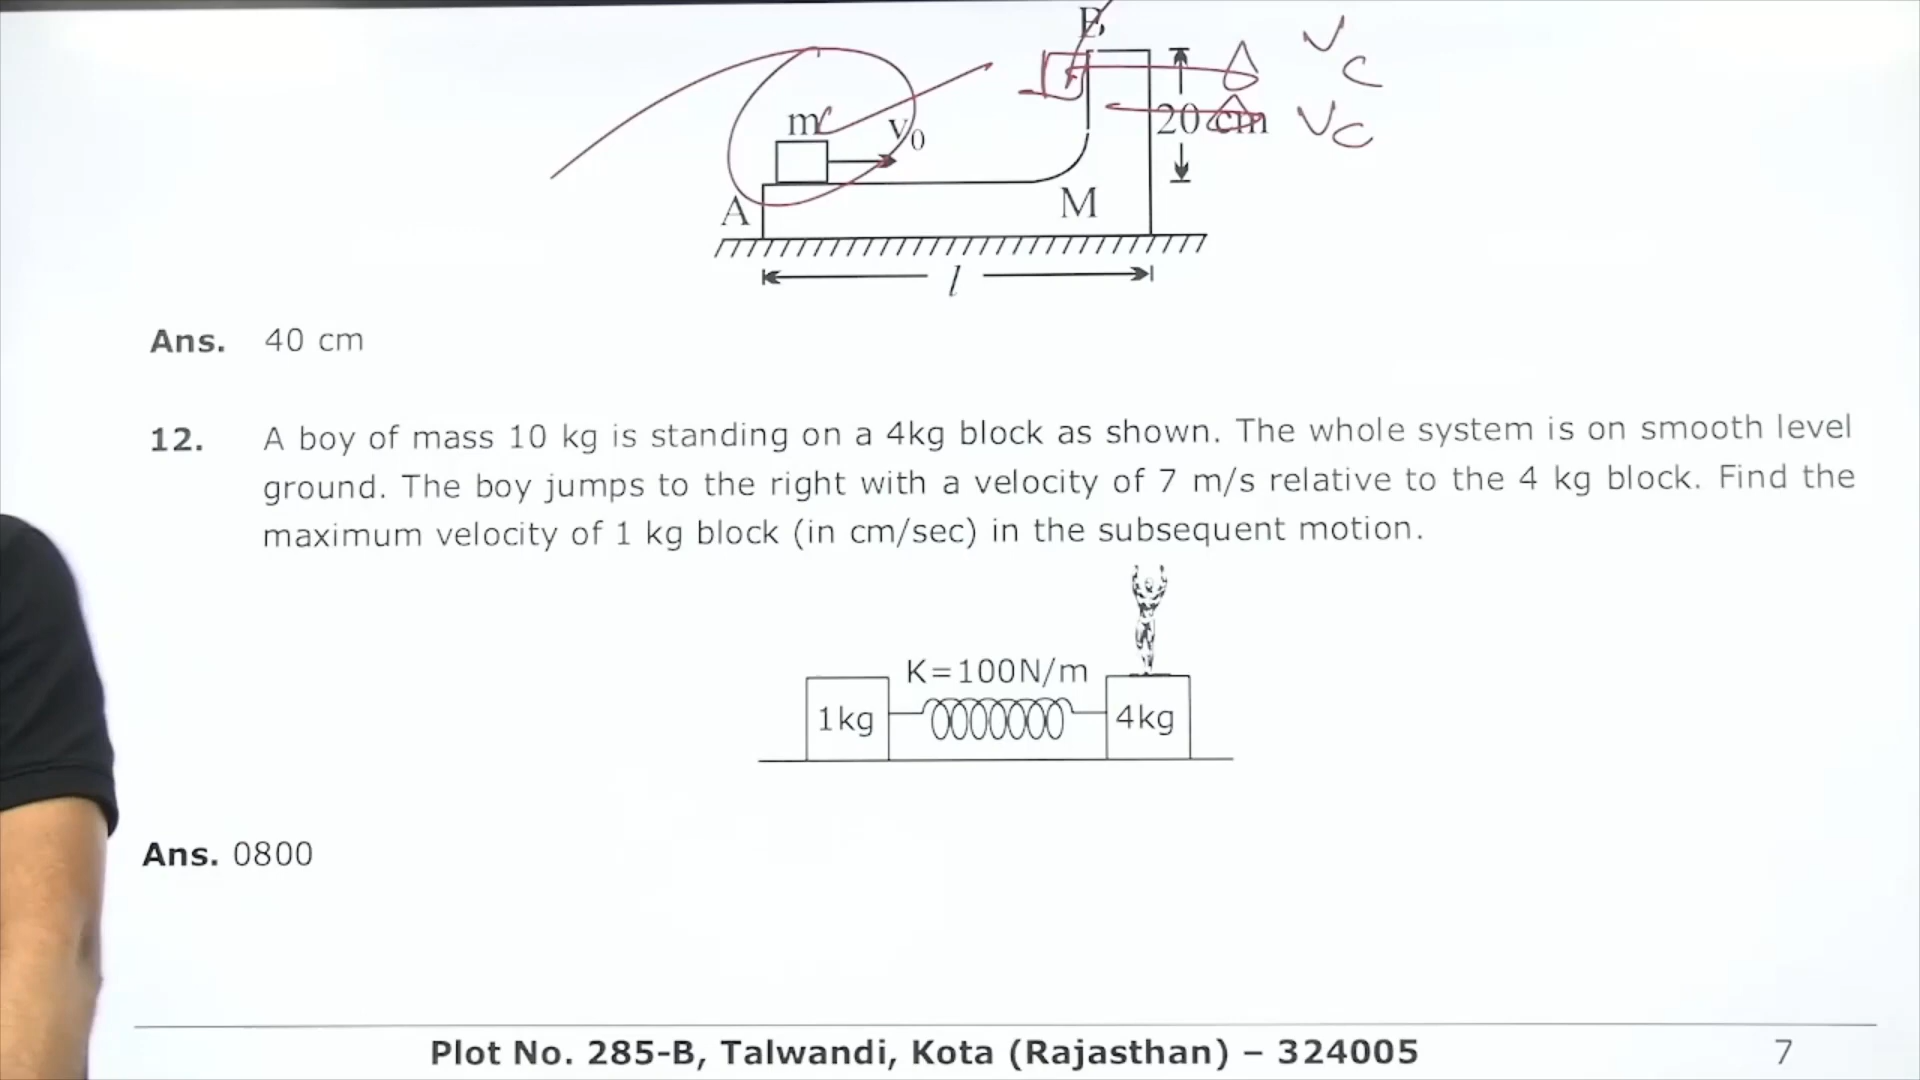 B
V
C
m
V0
20 cm
V
C
A
M
l
Ans. 40 cm
12. A boy of mass 10 kg is standing on a 4kg block as shown. The whole system is on smooth level
ground. The boy jumps to the right with a velocity of 7 m/s relative to the 4 kg block. Find the
maximum velocity of 1 kg block (in cm/sec) in the subsequent motion.
K=100N/m
1kg
4kg
Ans. 0800
Plot No. 285-B, Talwandi, Kota (Rajasthan) – 324005
7